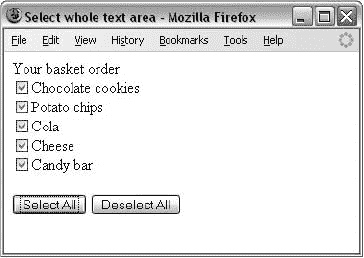 Select whole text area - Mozilla Firefox
File Edit View History Bookmarks Tools Help
Your basket order
Chocolate cookies
Potato chips
Cola
Cheese
Candy bar
Select All Deselect All